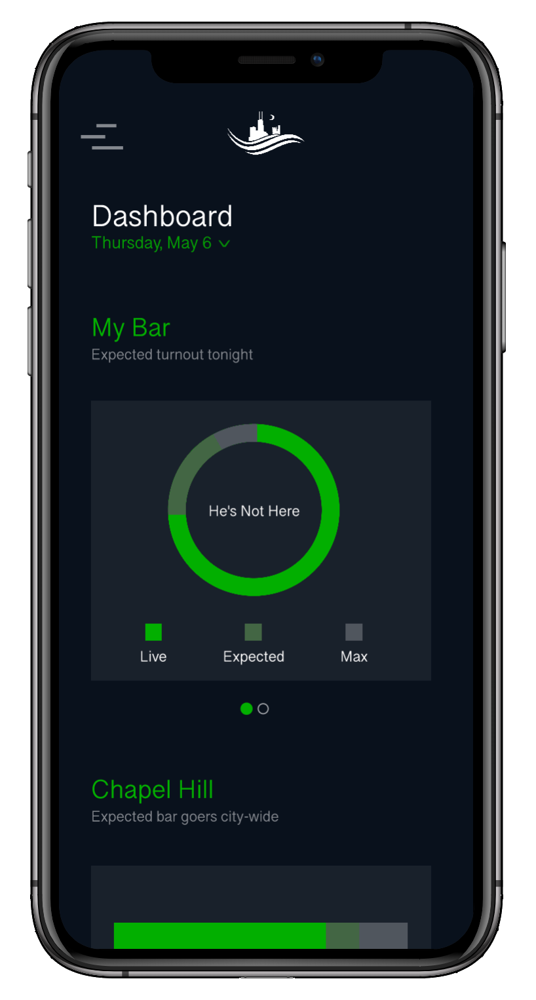 Dashboard
Thursday, May 6
My Bar
Expected turnout tonight
He's Not Here
Live
Expected
Max
Chapel Hill
Expected bar goers city-wide